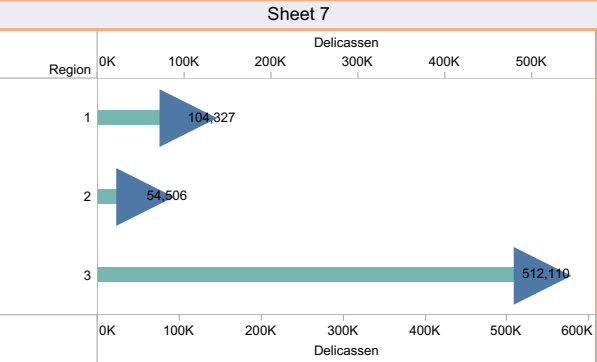 Sheet 7
Delicassen
Region 0K 100K 200K 300K 400K 500K
1 104,327
2 54,506
3 512,110
0K 100K 200K 300K 400K 500K 600K
Delicassen